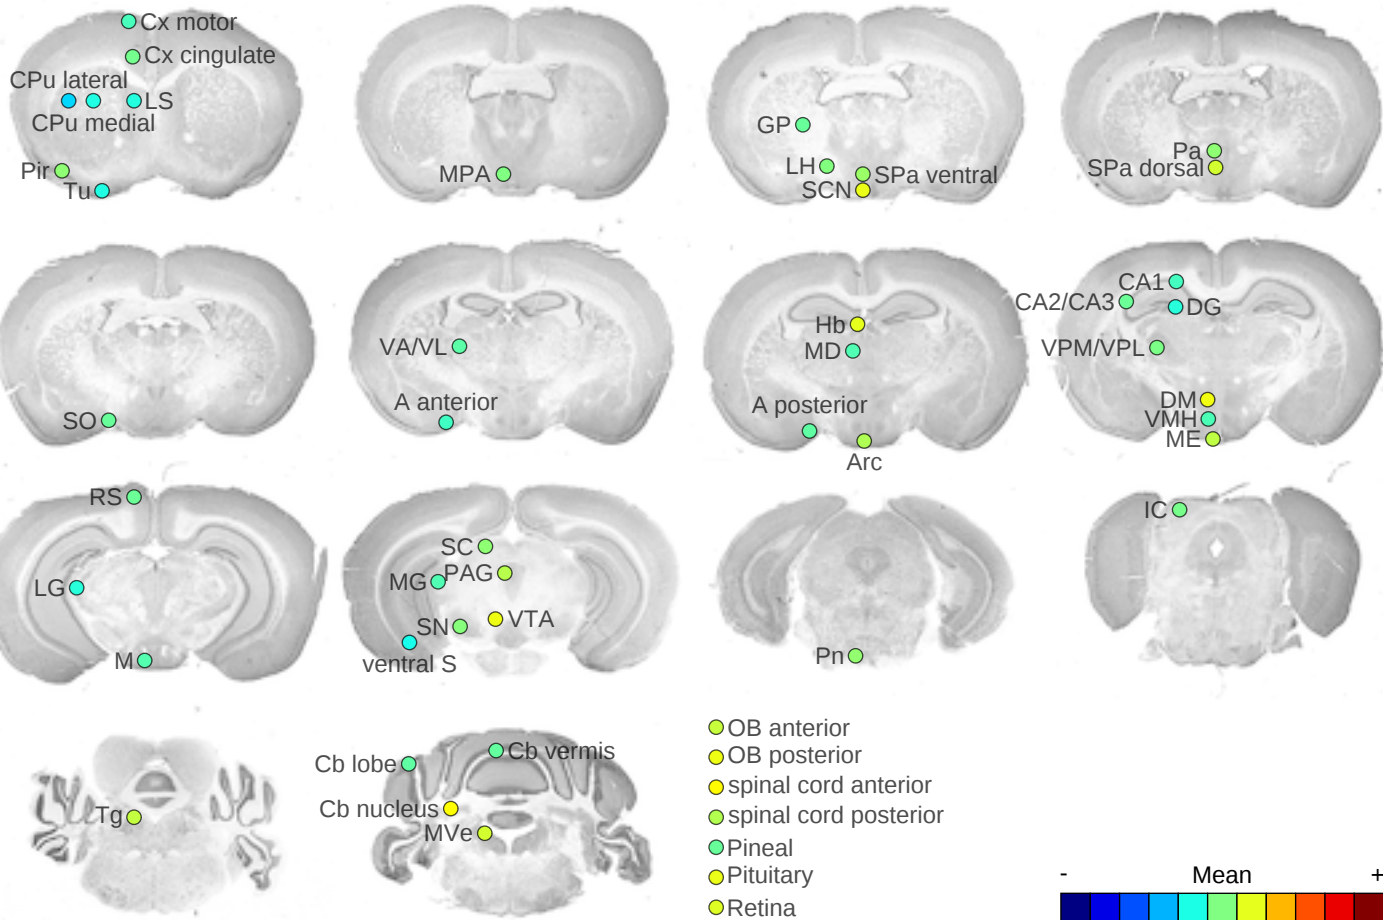 Cx motor
Cx cingulate
CPu lateral
LS
CPu medial
Pir
Tu
MPA
GP
LH
SPa ventral
SCN
Pa
SPa dorsal
SO
VA/VL
A anterior
Hb
MD
A posterior
Arc
CA1
CA2/CA3
DG
VPM/VPL
DM
VMH
ME
RS
LG
M
SC
PAG
MG
VTA
SN
ventral S
Pn
IC
Tg
Cb vermis
Cb lobe
Cb nucleus
MVe
OB anterior
OB posterior
spinal cord anterior
spinal cord posterior
Pineal
Pituitary
Retina
- Mean +